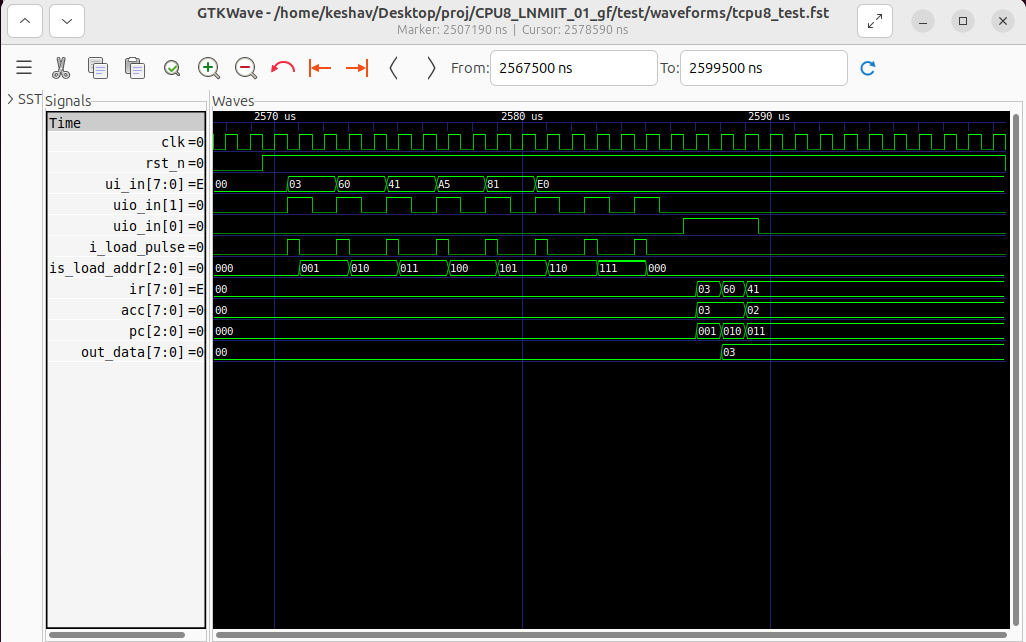 GTKWave - /home/keshav/Desktop/proj/CPU8_LNMIIT_01_gf/test/waveforms/tcpu8_test.fst
Marker: 2507190 ns | Cursor: 2578590 ns
From: 2567500 ns To: 2599500 ns
SST Signals Waves
Time 2570 us 2580 us 2590 us
clk =0
rst_n =0
ui_in[7:0] =E 00 03 60 41 A5 81 E0
uio_in[1] =0
uio_in[0] =0
i_load_pulse =0
is_load_addr[2:0] =0 000 001 010 011 100 101 110 111 000
ir[7:0] =E 00 03 60 41
acc[7:0] =0 00 03 02
pc[2:0] =0 000 001 010 011
out_data[7:0] =0 00 03